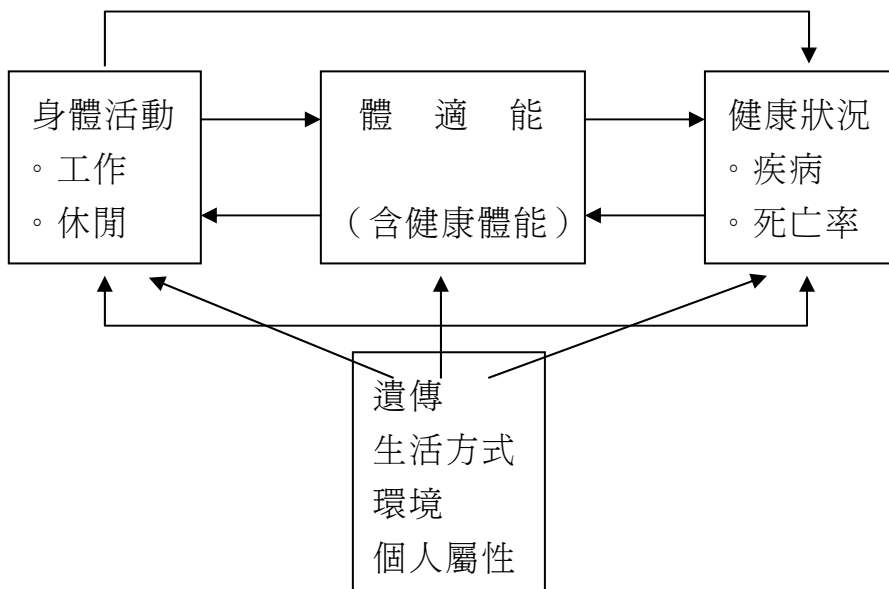 身體活動
◦ 工作
◦ 休閒
體適能
（含健康體能）
健康狀況
◦ 疾病
◦ 死亡率
遺傳
生活方式
環境
個人屬性